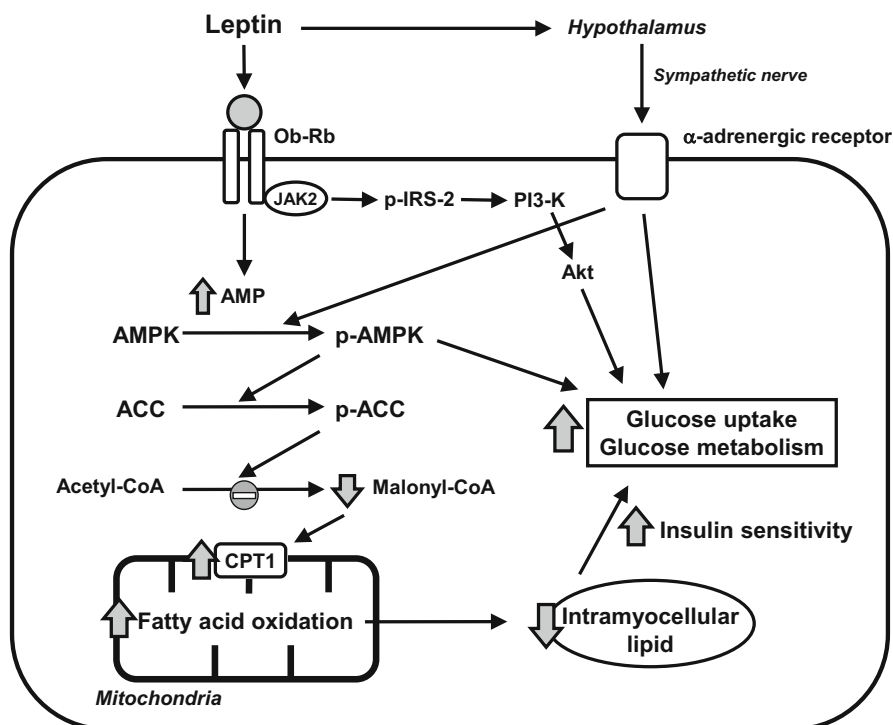 Leptin
Hypothalamus
Sympathetic nerve
Ob-Rb
α-adrenergic receptor
JAK2
p-IRS-2
PI3-K
Akt
AMP
AMPK
p-AMPK
ACC
p-ACC
Glucose uptake
Glucose metabolism
Acetyl-CoA
Malonyl-CoA
Insulin sensitivity
CPT1
Fatty acid oxidation
Intramyocellular
lipid
Mitochondria